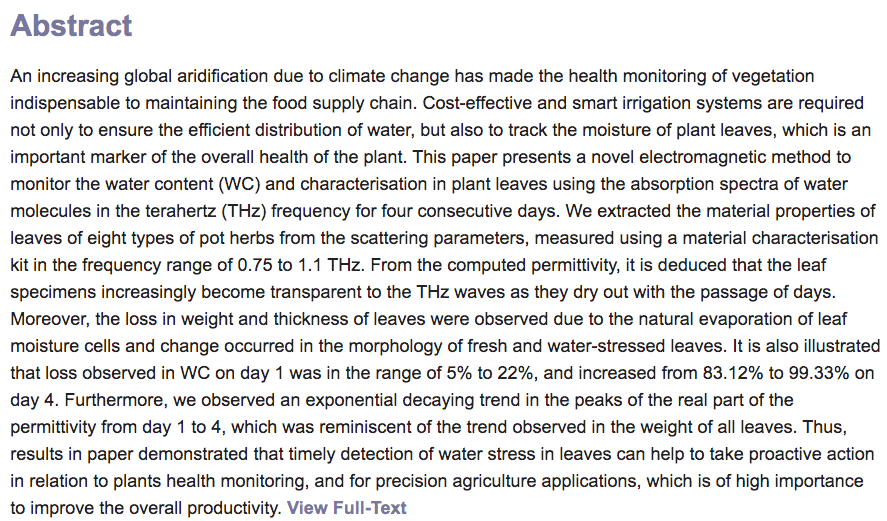 Abstract
An increasing global aridification due to climate change has made the health monitoring of vegetation
indispensable to maintaining the food supply chain. Cost-effective and smart irrigation systems are required
not only to ensure the efficient distribution of water, but also to track the moisture of plant leaves, which is an
important marker of the overall health of the plant. This paper presents a novel electromagnetic method to
monitor the water content (WC) and characterisation in plant leaves using the absorption spectra of water
molecules in the terahertz (THz) frequency for four consecutive days. We extracted the material properties of
leaves of eight types of pot herbs from the scattering parameters, measured using a material characterisation
kit in the frequency range of 0.75 to 1.1 THz. From the computed permittivity, it is deduced that the leaf
specimens increasingly become transparent to the THz waves as they dry out with the passage of days.
Moreover, the loss in weight and thickness of leaves were observed due to the natural evaporation of leaf
moisture cells and change occurred in the morphology of fresh and water-stressed leaves. It is also illustrated
that loss observed in WC on day 1 was in the range of 5% to 22%, and increased from 83.12% to 99.33% on
day 4. Furthermore, we observed an exponential decaying trend in the peaks of the real part of the
permittivity from day 1 to 4, which was reminiscent of the trend observed in the weight of all leaves. Thus,
results in paper demonstrated that timely detection of water stress in leaves can help to take proactive action
in relation to plants health monitoring, and for precision agriculture applications, which is of high importance
to improve the overall productivity. View Full-Text